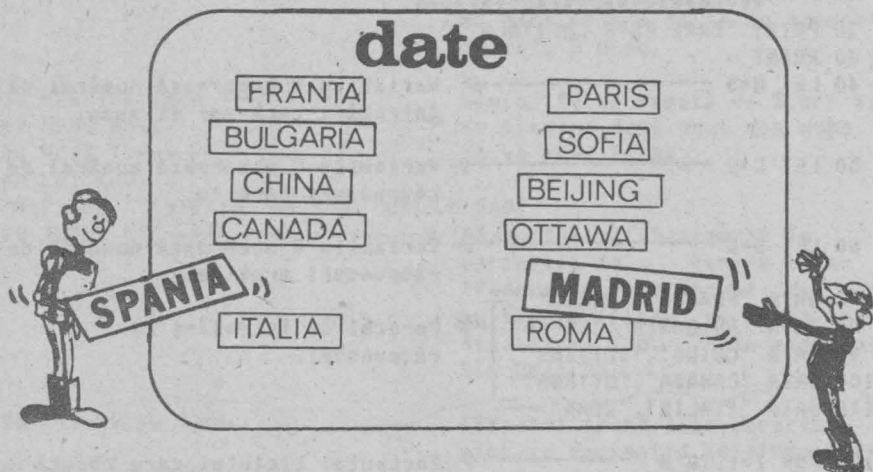 date
FRANTA PARIS
BULGARIA SOFIA
CHINA BEIJING
CANADA OTTAWA
SPANIA MADRID
ITALIA ROMA